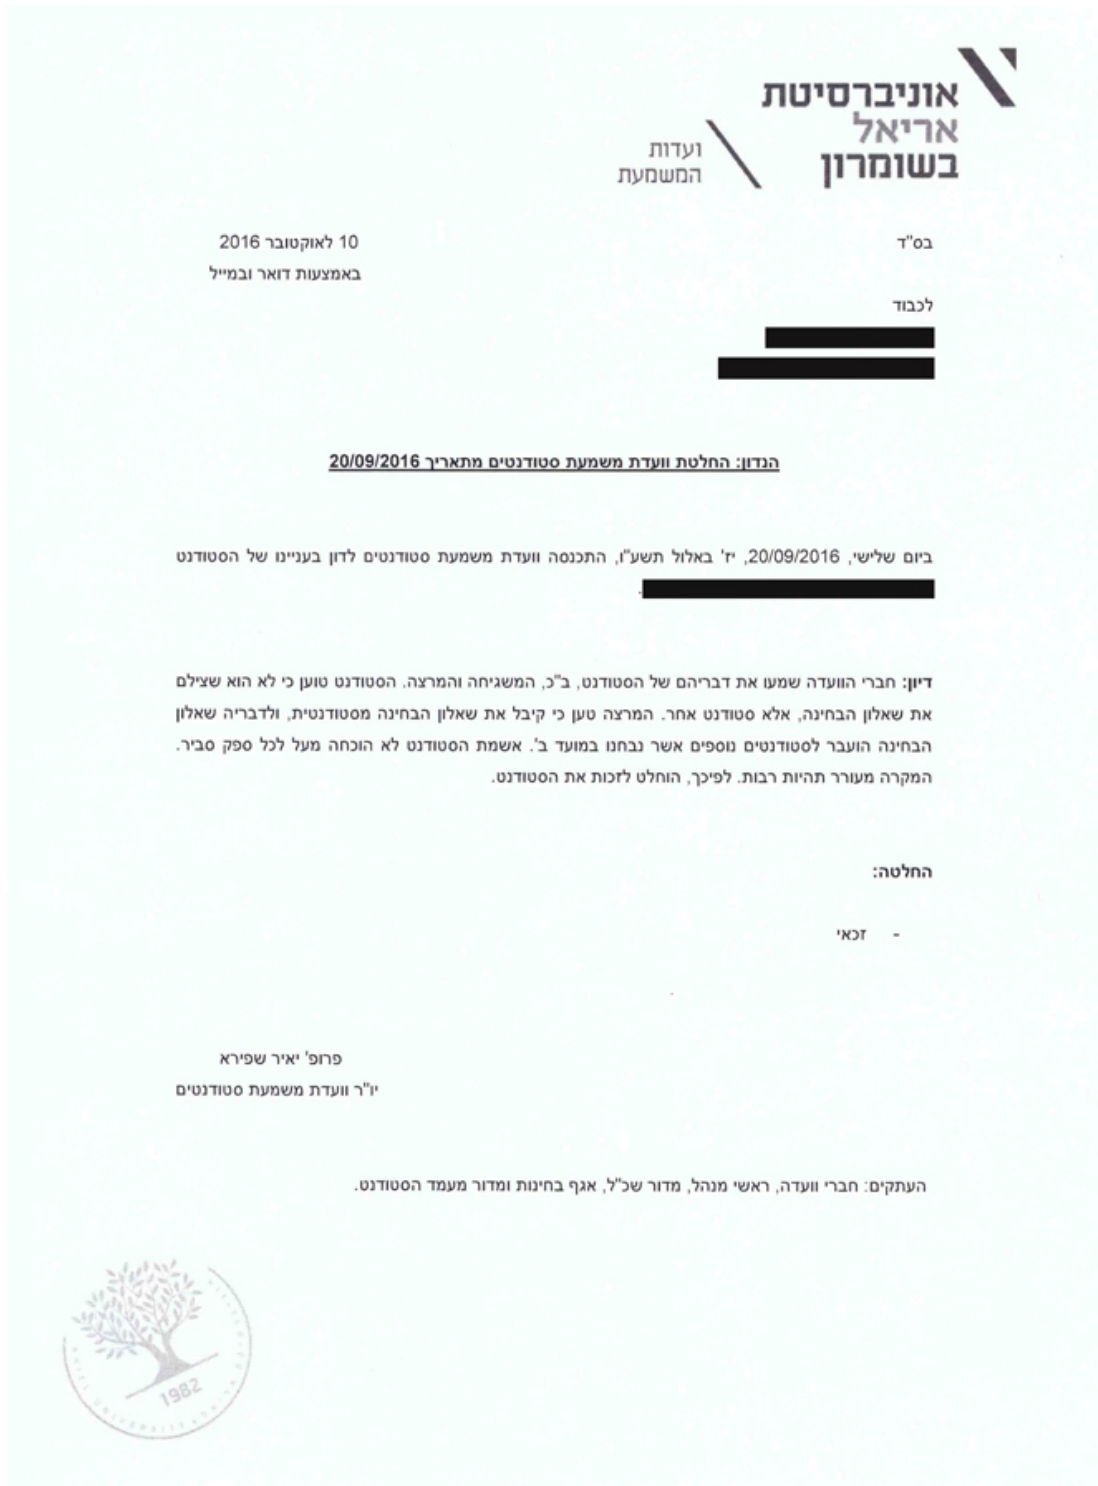 אוניברסיטת
אריאל
בשומרון
ועדות
המשמעת
בס"ד
10 לאוקטובר 2016
באמצעות דואר ובמייל
לכבוד
הנדון: החלטת וועדת משמעת סטודנטים מתאריך 20/09/2016
ביום שלישי, 20/09/2016, יז' באלול תשע"ו, התכנסה וועדת משמעת סטודנטים לדון בעניינו של הסטודנט
.
דיון: חברי הוועדה שמעו את דבריהם של הסטודנט, ב"כ, המשגיחה והמרצה. הסטודנט טוען כי לא הוא שצילם
את שאלון הבחינה, אלא סטודנט אחר. המרצה טען כי קיבל את שאלון הבחינה מסטודנטית, ולדבריה שאלון
הבחינה הועבר לסטודנטים נוספים אשר נבחנו במועד ב'. אשמת הסטודנט לא הוכחה מעל לכל ספק סביר.
המקרה מעורר תהיות רבות. לפיכך, הוחלט לזכות את הסטודנט.
החלטה:
- זכאי
פרופ' יאיר שפירא
יו"ר וועדת משמעת סטודנטים
העתקים: חברי וועדה, ראשי מנהל, מדור שכ"ל, אגף בחינות ומדור מעמד הסטודנט.
1982